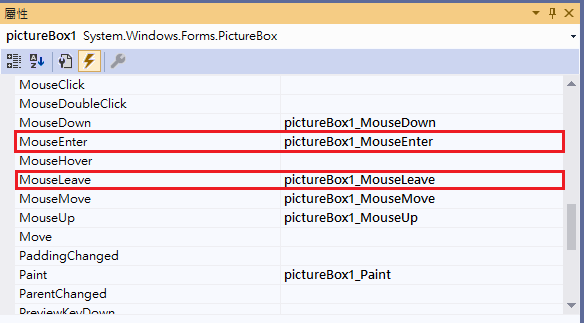 屬性
pictureBox1 System.Windows.Forms.PictureBox
MouseClick
MouseDoubleClick
MouseDown pictureBox1_MouseDown
MouseEnter pictureBox1_MouseEnter
MouseHover
MouseLeave pictureBox1_MouseLeave
MouseMove pictureBox1_MouseMove
MouseUp pictureBox1_MouseUp
Move
PaddingChanged
Paint pictureBox1_Paint
ParentChanged
PreviewKeyDown